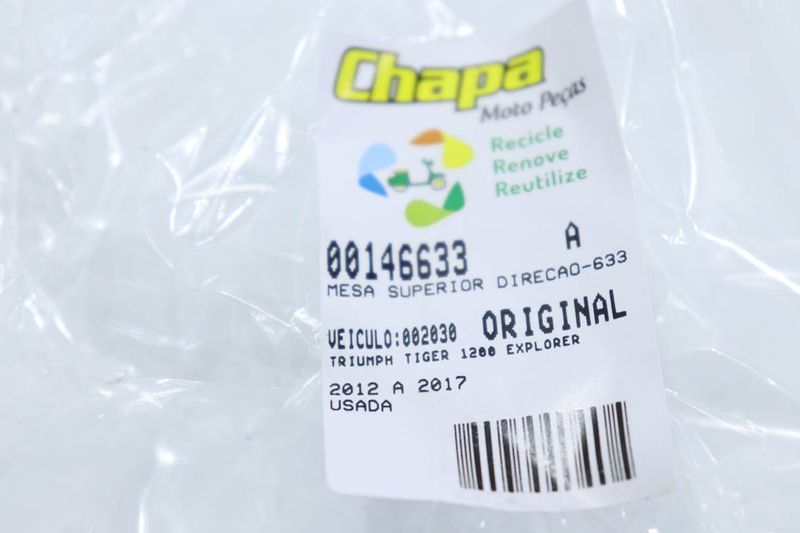 Chapa
Moto Peças
Recicle
Renove
Reutilize
00146633 A
MESA SUPERIOR DIRECAO-633
VEICULO:002030 ORIGINAL
TRIUMPH TIGER 1200 EXPLORER
2012 A 2017
USADA